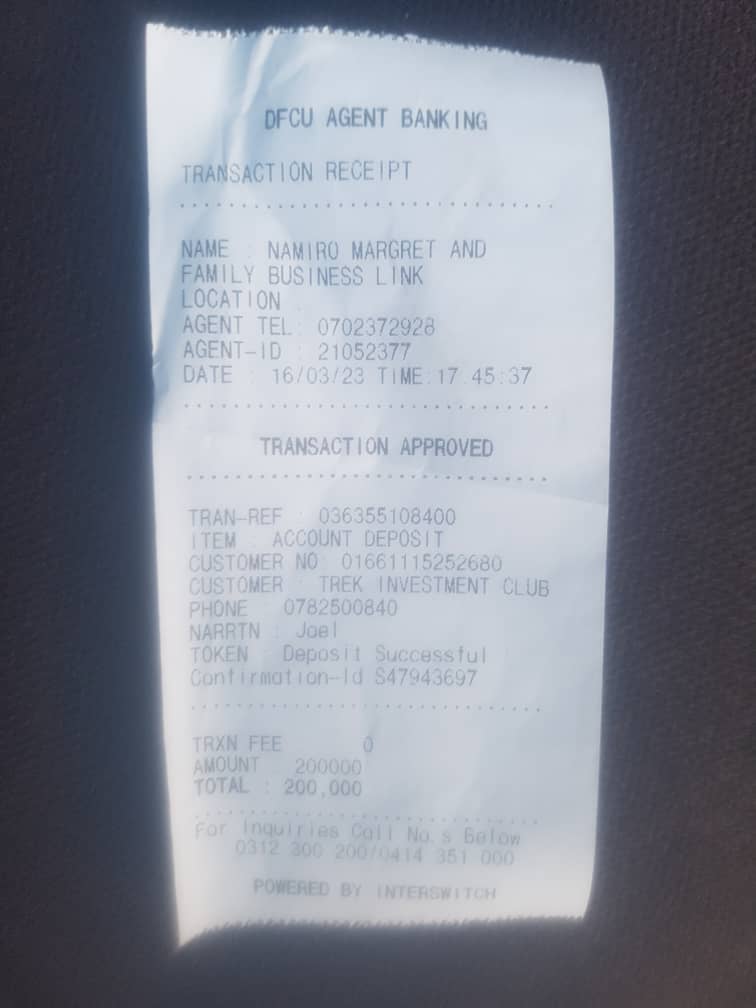 DFCU AGENT BANKING
TRANSACTION RECEIPT
NAME : NAMIRO MARGRET AND
FAMILY BUSINESS LINK
LOCATION :
AGENT TEL: 0702372928
AGENT-ID : 21052377
DATE : 16/03/23 TIME:17:45:37
TRANSACTION APPROVED
TRAN-REF : 036355108400
ITEM : ACCOUNT DEPOSIT
CUSTOMER NO: 01661115252680
CUSTOMER : TREK INVESTMENT CLUB
PHONE : 0782500840
NARRTN : Joel
TOKEN : Deposit Successful
Confirmation-Id S47943697
TRXN FEE 0
AMOUNT 200000
TOTAL : 200,000
For Inquiries Call No.s Below
0312 300 200/0414 351 000
POWERED BY INTERSWITCH